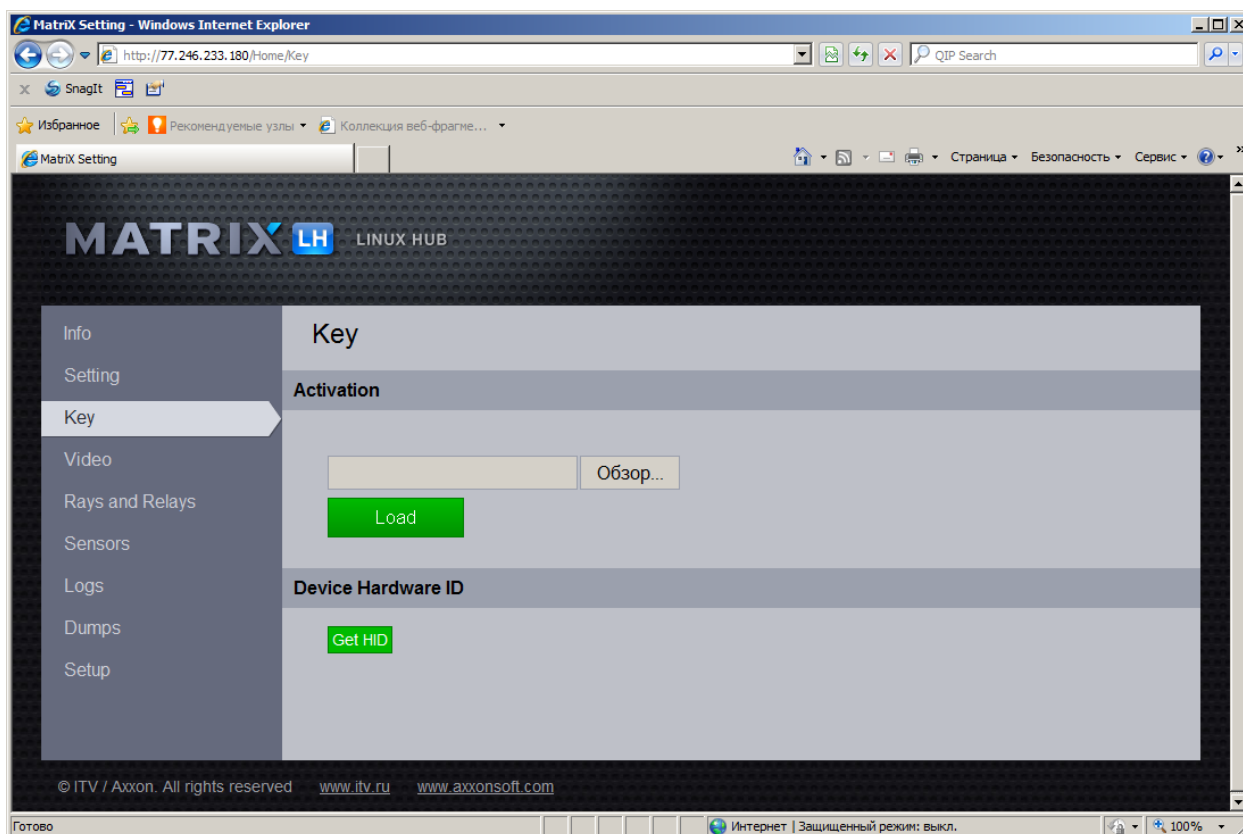 MatriX Setting - Windows Internet Explorer
http://77.246.233.180/Home/Key
QIP Search
x SnagIt
Избранное Рекомендуемые узлы Коллекция веб-фрагме...
MatriX Setting
Страница Безопасность Сервис
MATRIX LH LINUX HUB
Info
Setting
Key
Video
Rays and Relays
Sensors
Logs
Dumps
Setup
Key
Activation
Обзор...
Load
Device Hardware ID
Get HID
© ITV / Axxon. All rights reserved www.itv.ru www.axxonsoft.com
Готово Интернет | Защищенный режим: выкл. 100%